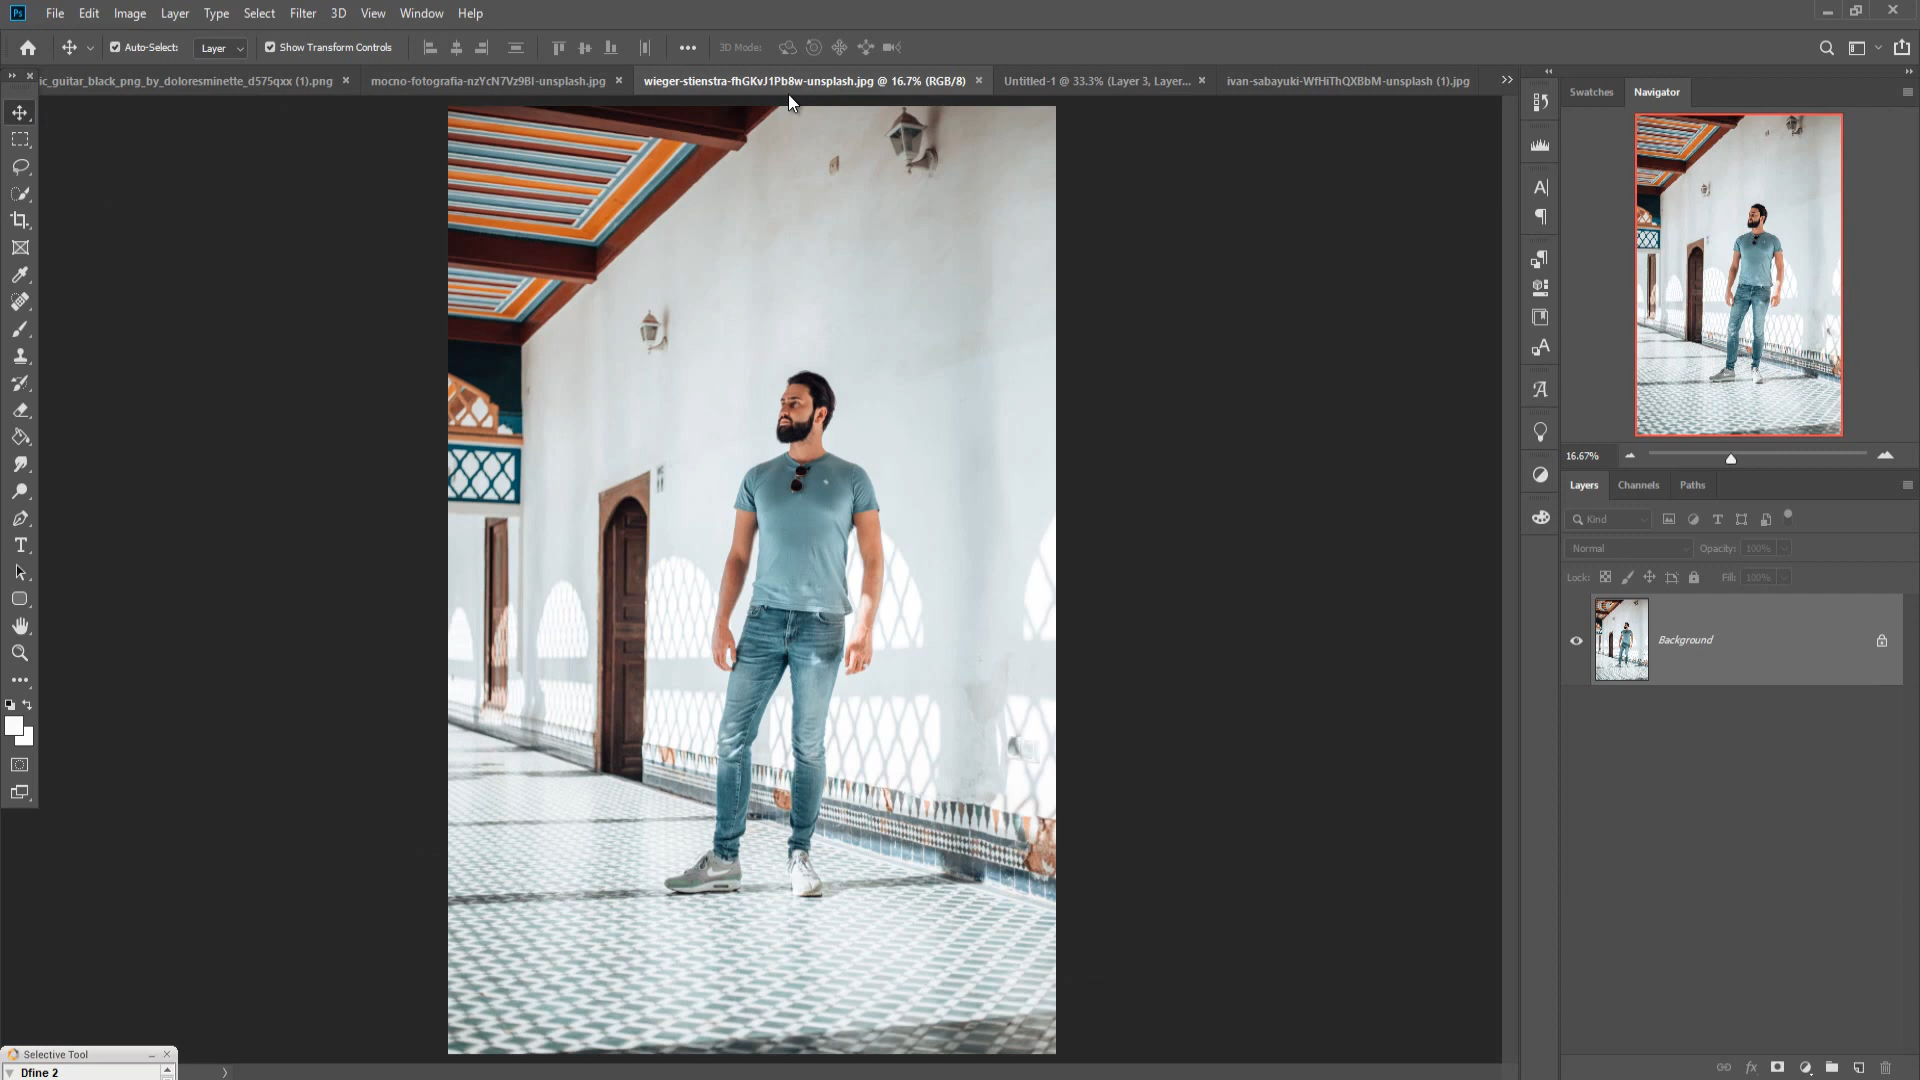 Ps File Edit Image Layer Type Select Filter 3D View Window Help
Auto-Select: Layer Show Transform Controls 3D Mode:
ic_guitar_black_png_by_doloresminette_d575qxx (1).png mocno-fotografia-nzYcN7Vz9BI-unsplash.jpg wieger-stienstra-fhGKvJ1Pb8w-unsplash.jpg @ 16.7% (RGB/8) Untitled-1 @ 33.3% (Layer 3, Layer... ivan-sabayuki-WfHiThQXBbM-unsplash (1).jpg
Swatches Navigator
16.67%
Layers Channels Paths
Kind
Normal Opacity: 100%
Lock: Fill: 100%
Background
Selective Tool
Dfine 2